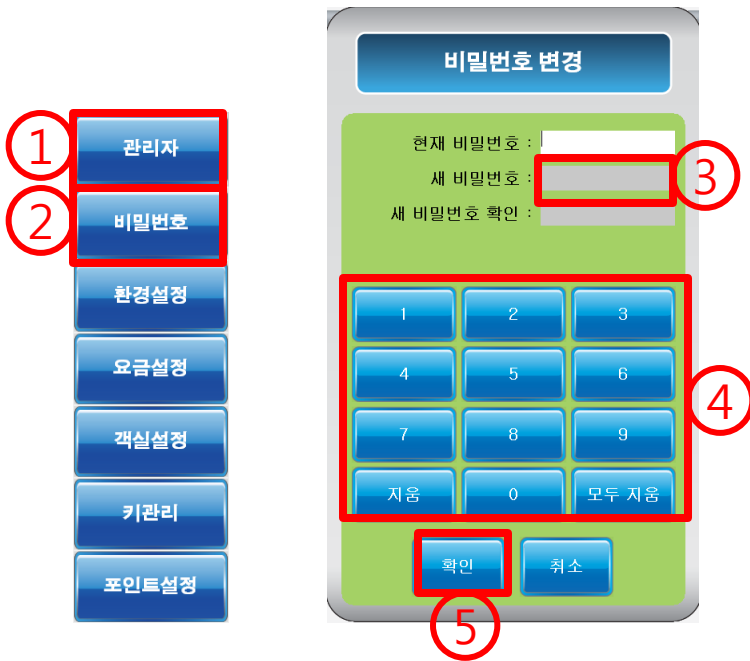 1 관리자
2 비밀번호
환경설정
요금설정
객실설정
키관리
포인트설정
비밀번호 변경
현재 비밀번호 :
새 비밀번호 : 3
새 비밀번호 확인 :
1 2 3
4 5 6
4
7 8 9
지움 0 모두 지움
확인 취소
5